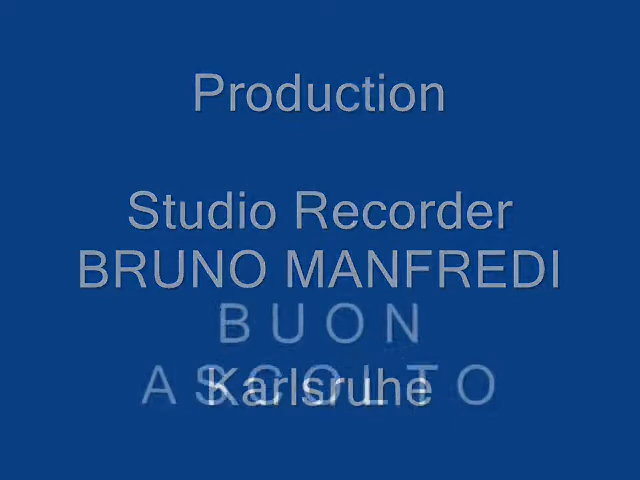 Production
Studio Recorder
BRUNO MANFREDI
B U O N
A S C O L T O
Karlsruhe